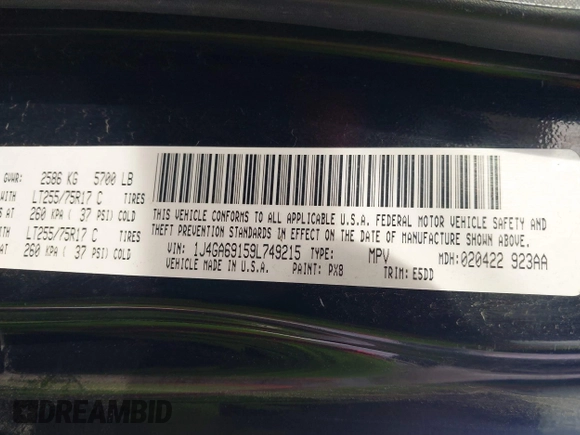 GVWR: 2586 KG 5700 LB
WITH LT255/75R17 C TIRES
S AT 260 KPA ( 37 PSI) COLD
WITH LT255/75R17 C TIRES
AT 260 KPA ( 37 PSI) COLD
THIS VEHICLE CONFORMS TO ALL APPLICABLE U.S.A. FEDERAL MOTOR VEHICLE SAFETY AND
THEFT PREVENTION STANDARDS IN EFFECT ON THE DATE OF MANUFACTURE SHOWN ABOVE.
VIN: 1J4GA69159L749215 TYPE: MPV MDH: 020422 923AA
VEHICLE MADE IN U.S.A. PAINT: PX8 TRIM: E5DD
DREAMBID